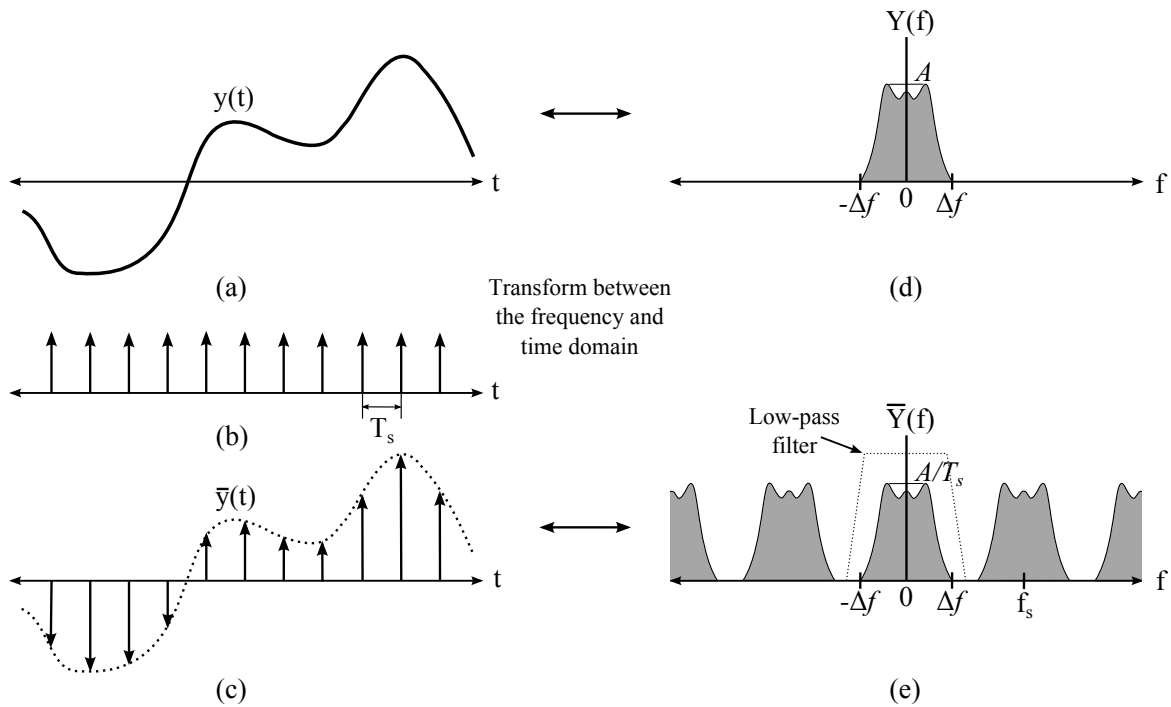 y(t)
t
(a)
Y(f)
A
-Δf
0
Δf
f
(d)
Transform between
the frequency and
time domain
t
T_s
(b)
y̅(t)
t
(c)
Low-pass
filter
Y̅(f)
A/T_s
-Δf
0
Δf
f_s
f
(e)